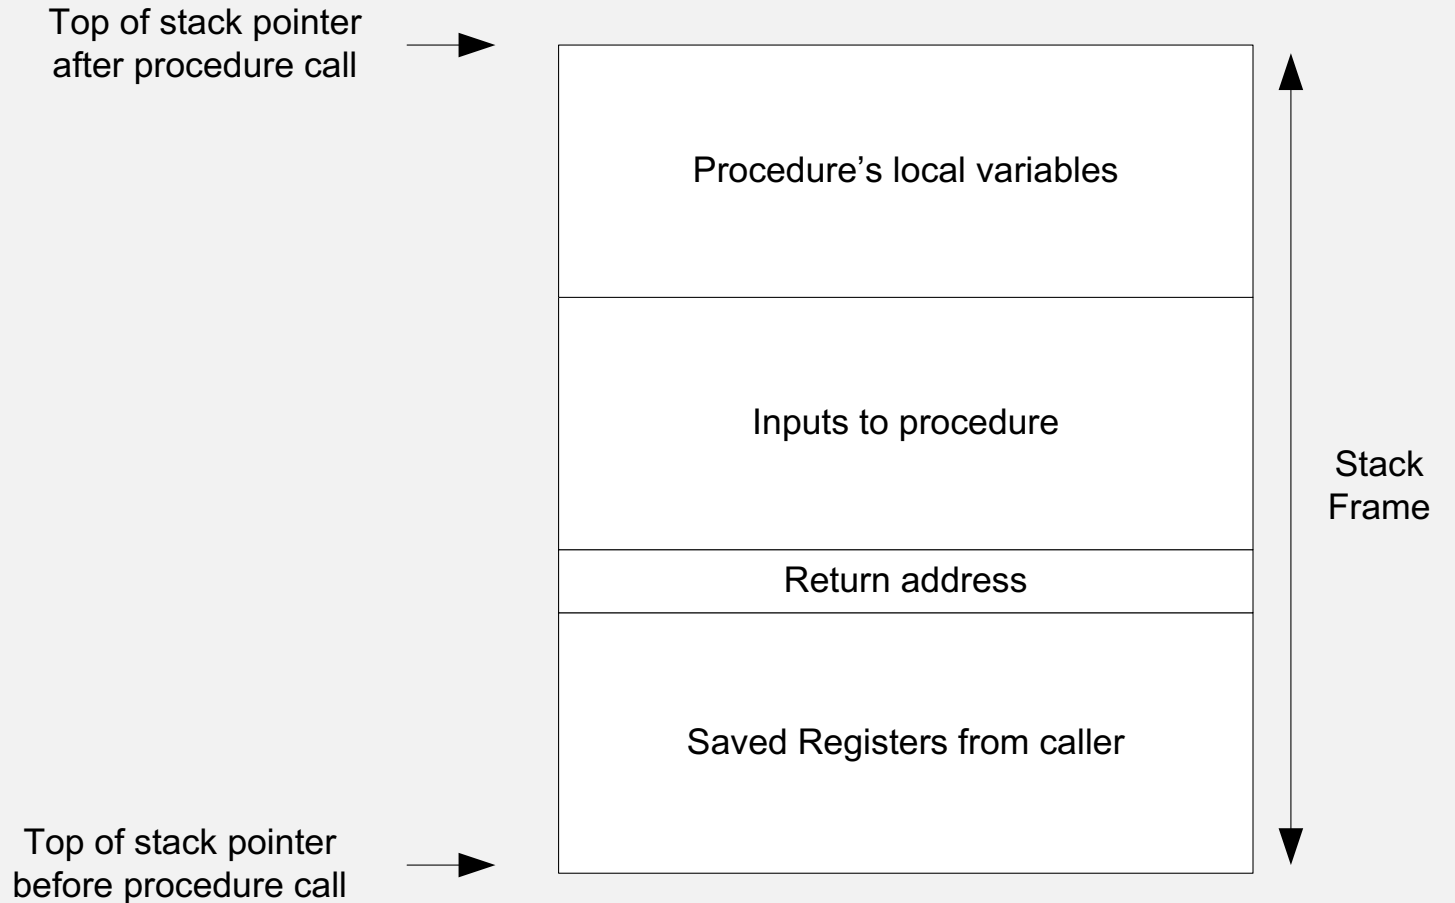 Top of stack pointer
after procedure call
Procedure’s local variables
Inputs to procedure
Stack
Frame
Return address
Saved Registers from caller
Top of stack pointer
before procedure call